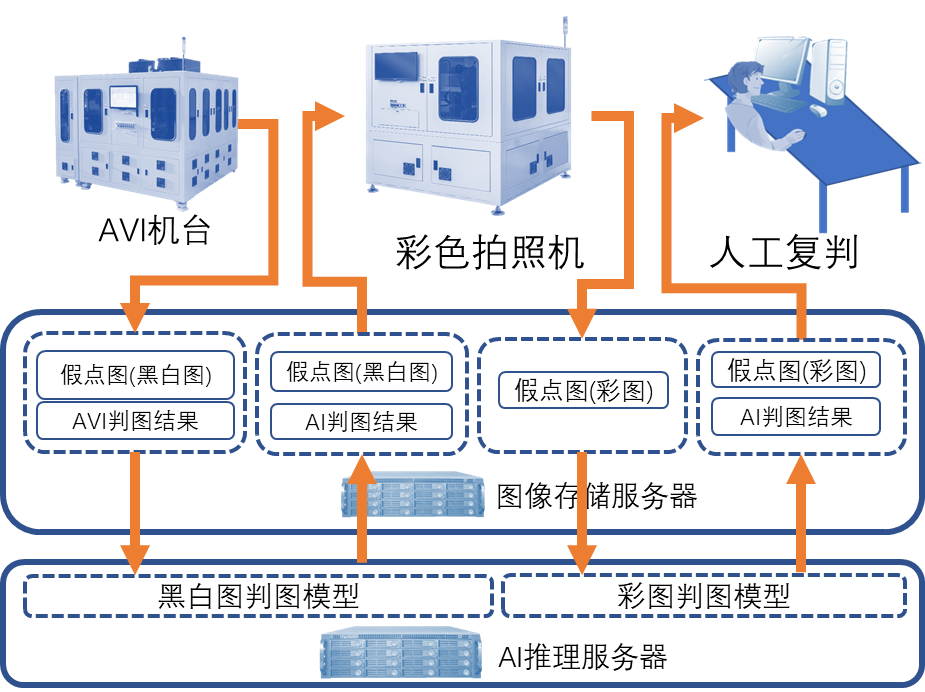 AVI机台
彩色拍照机
人工复判
假点图(黑白图)
AVI判图结果
假点图(黑白图)
AI判图结果
假点图(彩图)
假点图(彩图)
AI判图结果
图像存储服务器
黑白图判图模型
彩图判图模型
AI推理服务器